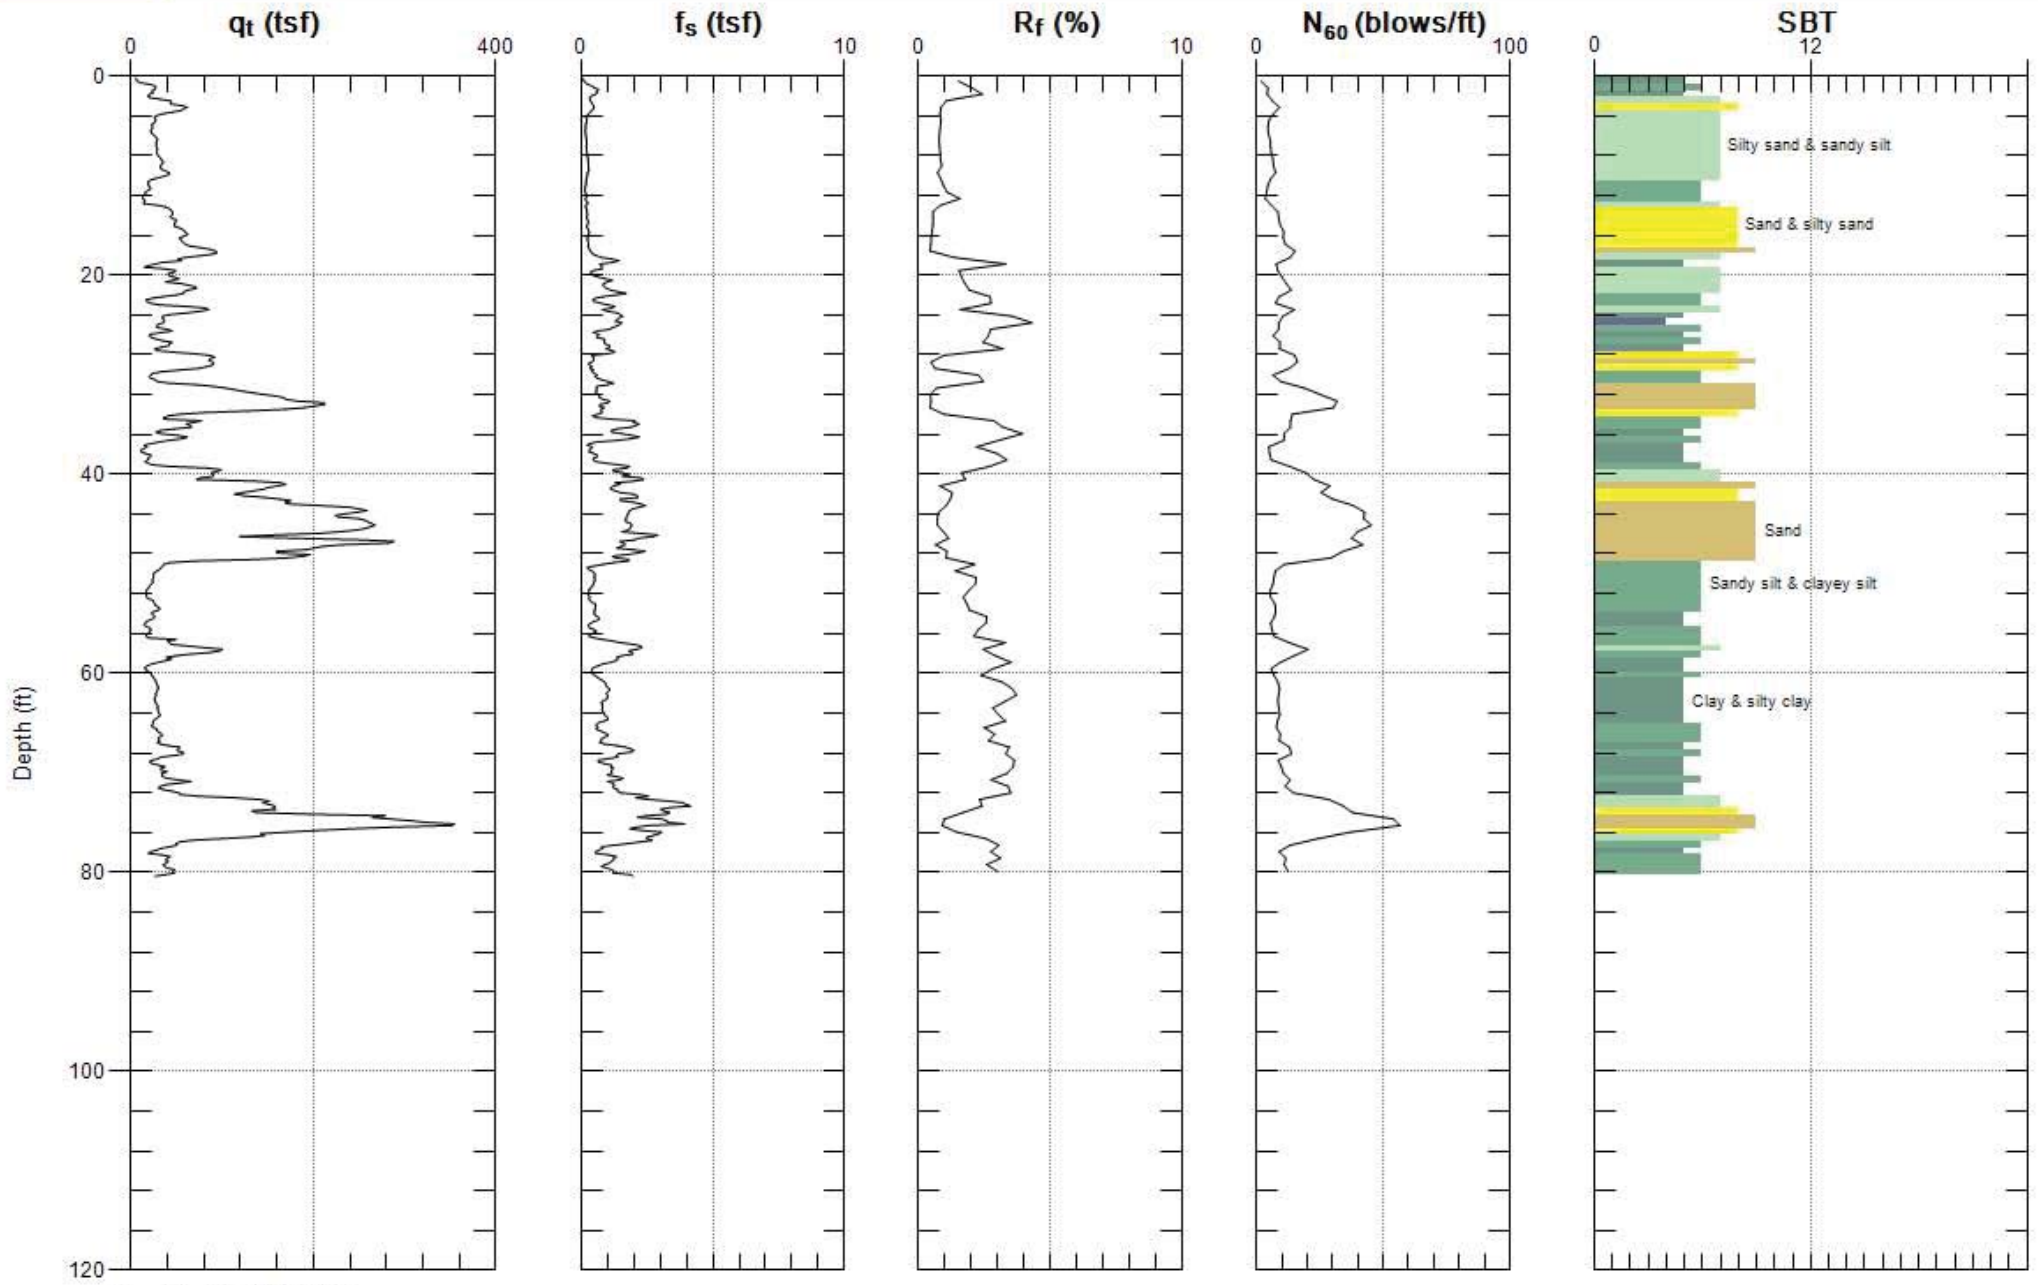 qt (tsf)
fs (tsf)
Rf (%)
N60 (blows/ft)
SBT
0
400
0
10
0
10
0
100
0
12
0
20
40
60
80
100
120
Depth (ft)
Silty sand & sandy silt
Sand & silty sand
Sand
Sandy silt & clayey silt
Clay & silty clay